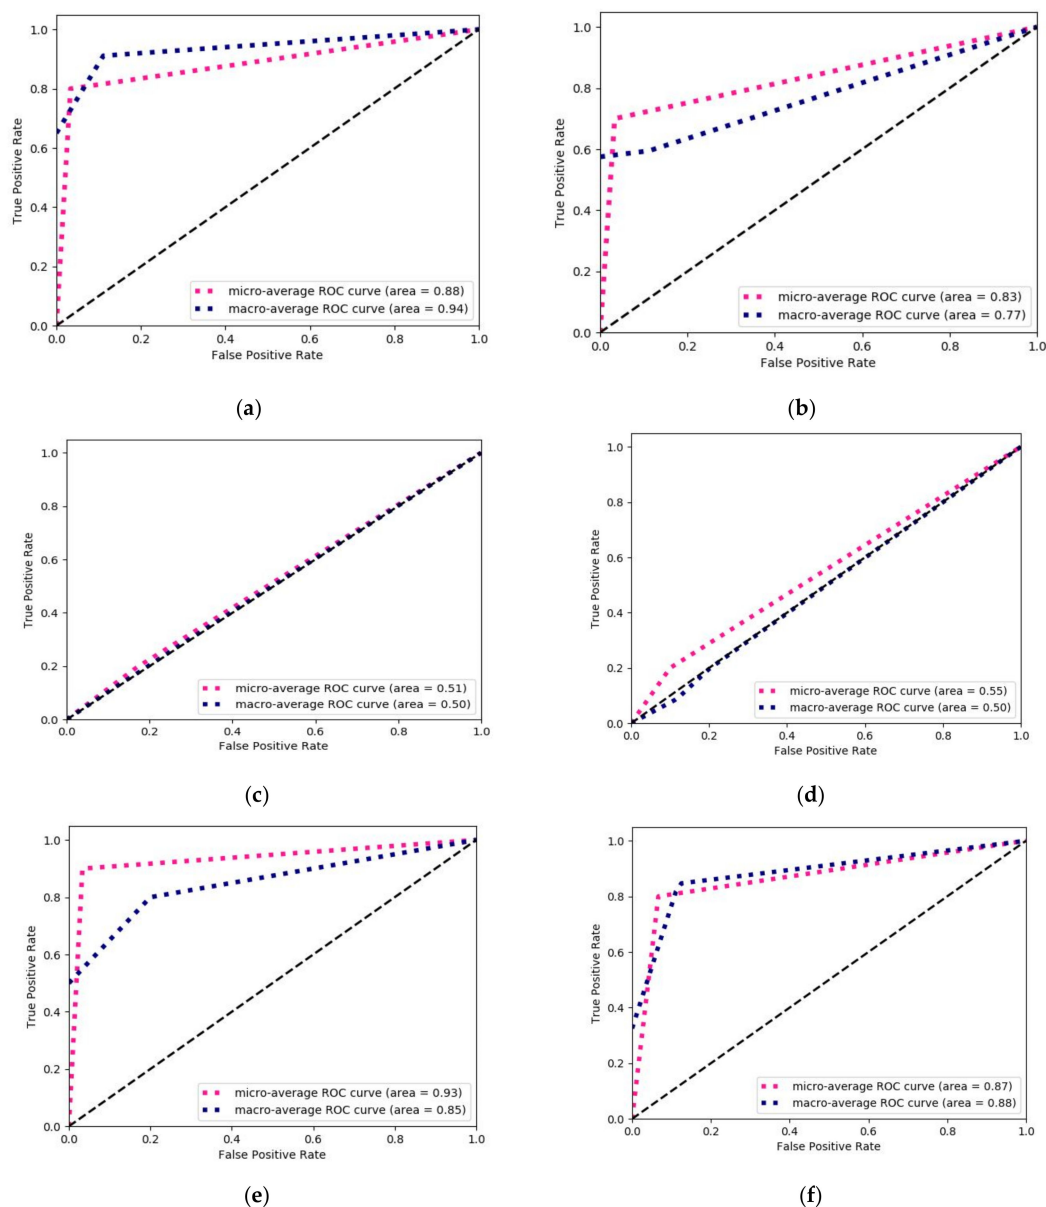 1.0
0.8
0.6
0.4
0.2
0.0
True Positive Rate
micro-average ROC curve (area = 0.88)
macro-average ROC curve (area = 0.94)
0.0 0.2 0.4 0.6 0.8 1.0
False Positive Rate
(a)
1.0
0.8
0.6
0.4
0.2
0.0
True Positive Rate
micro-average ROC curve (area = 0.83)
macro-average ROC curve (area = 0.77)
0.0 0.2 0.4 0.6 0.8 1.0
False Positive Rate
(b)
1.0
0.8
0.6
0.4
0.2
0.0
True Positive Rate
micro-average ROC curve (area = 0.51)
macro-average ROC curve (area = 0.50)
0.0 0.2 0.4 0.6 0.8 1.0
False Positive Rate
(c)
1.0
0.8
0.6
0.4
0.2
0.0
True Positive Rate
micro-average ROC curve (area = 0.55)
macro-average ROC curve (area = 0.50)
0.0 0.2 0.4 0.6 0.8 1.0
False Positive Rate
(d)
1.0
0.8
0.6
0.4
0.2
0.0
True Positive Rate
micro-average ROC curve (area = 0.93)
macro-average ROC curve (area = 0.85)
0.0 0.2 0.4 0.6 0.8 1.0
False Positive Rate
(e)
1.0
0.8
0.6
0.4
0.2
0.0
True Positive Rate
micro-average ROC curve (area = 0.87)
macro-average ROC curve (area = 0.88)
0.0 0.2 0.4 0.6 0.8 1.0
False Positive Rate
(f)